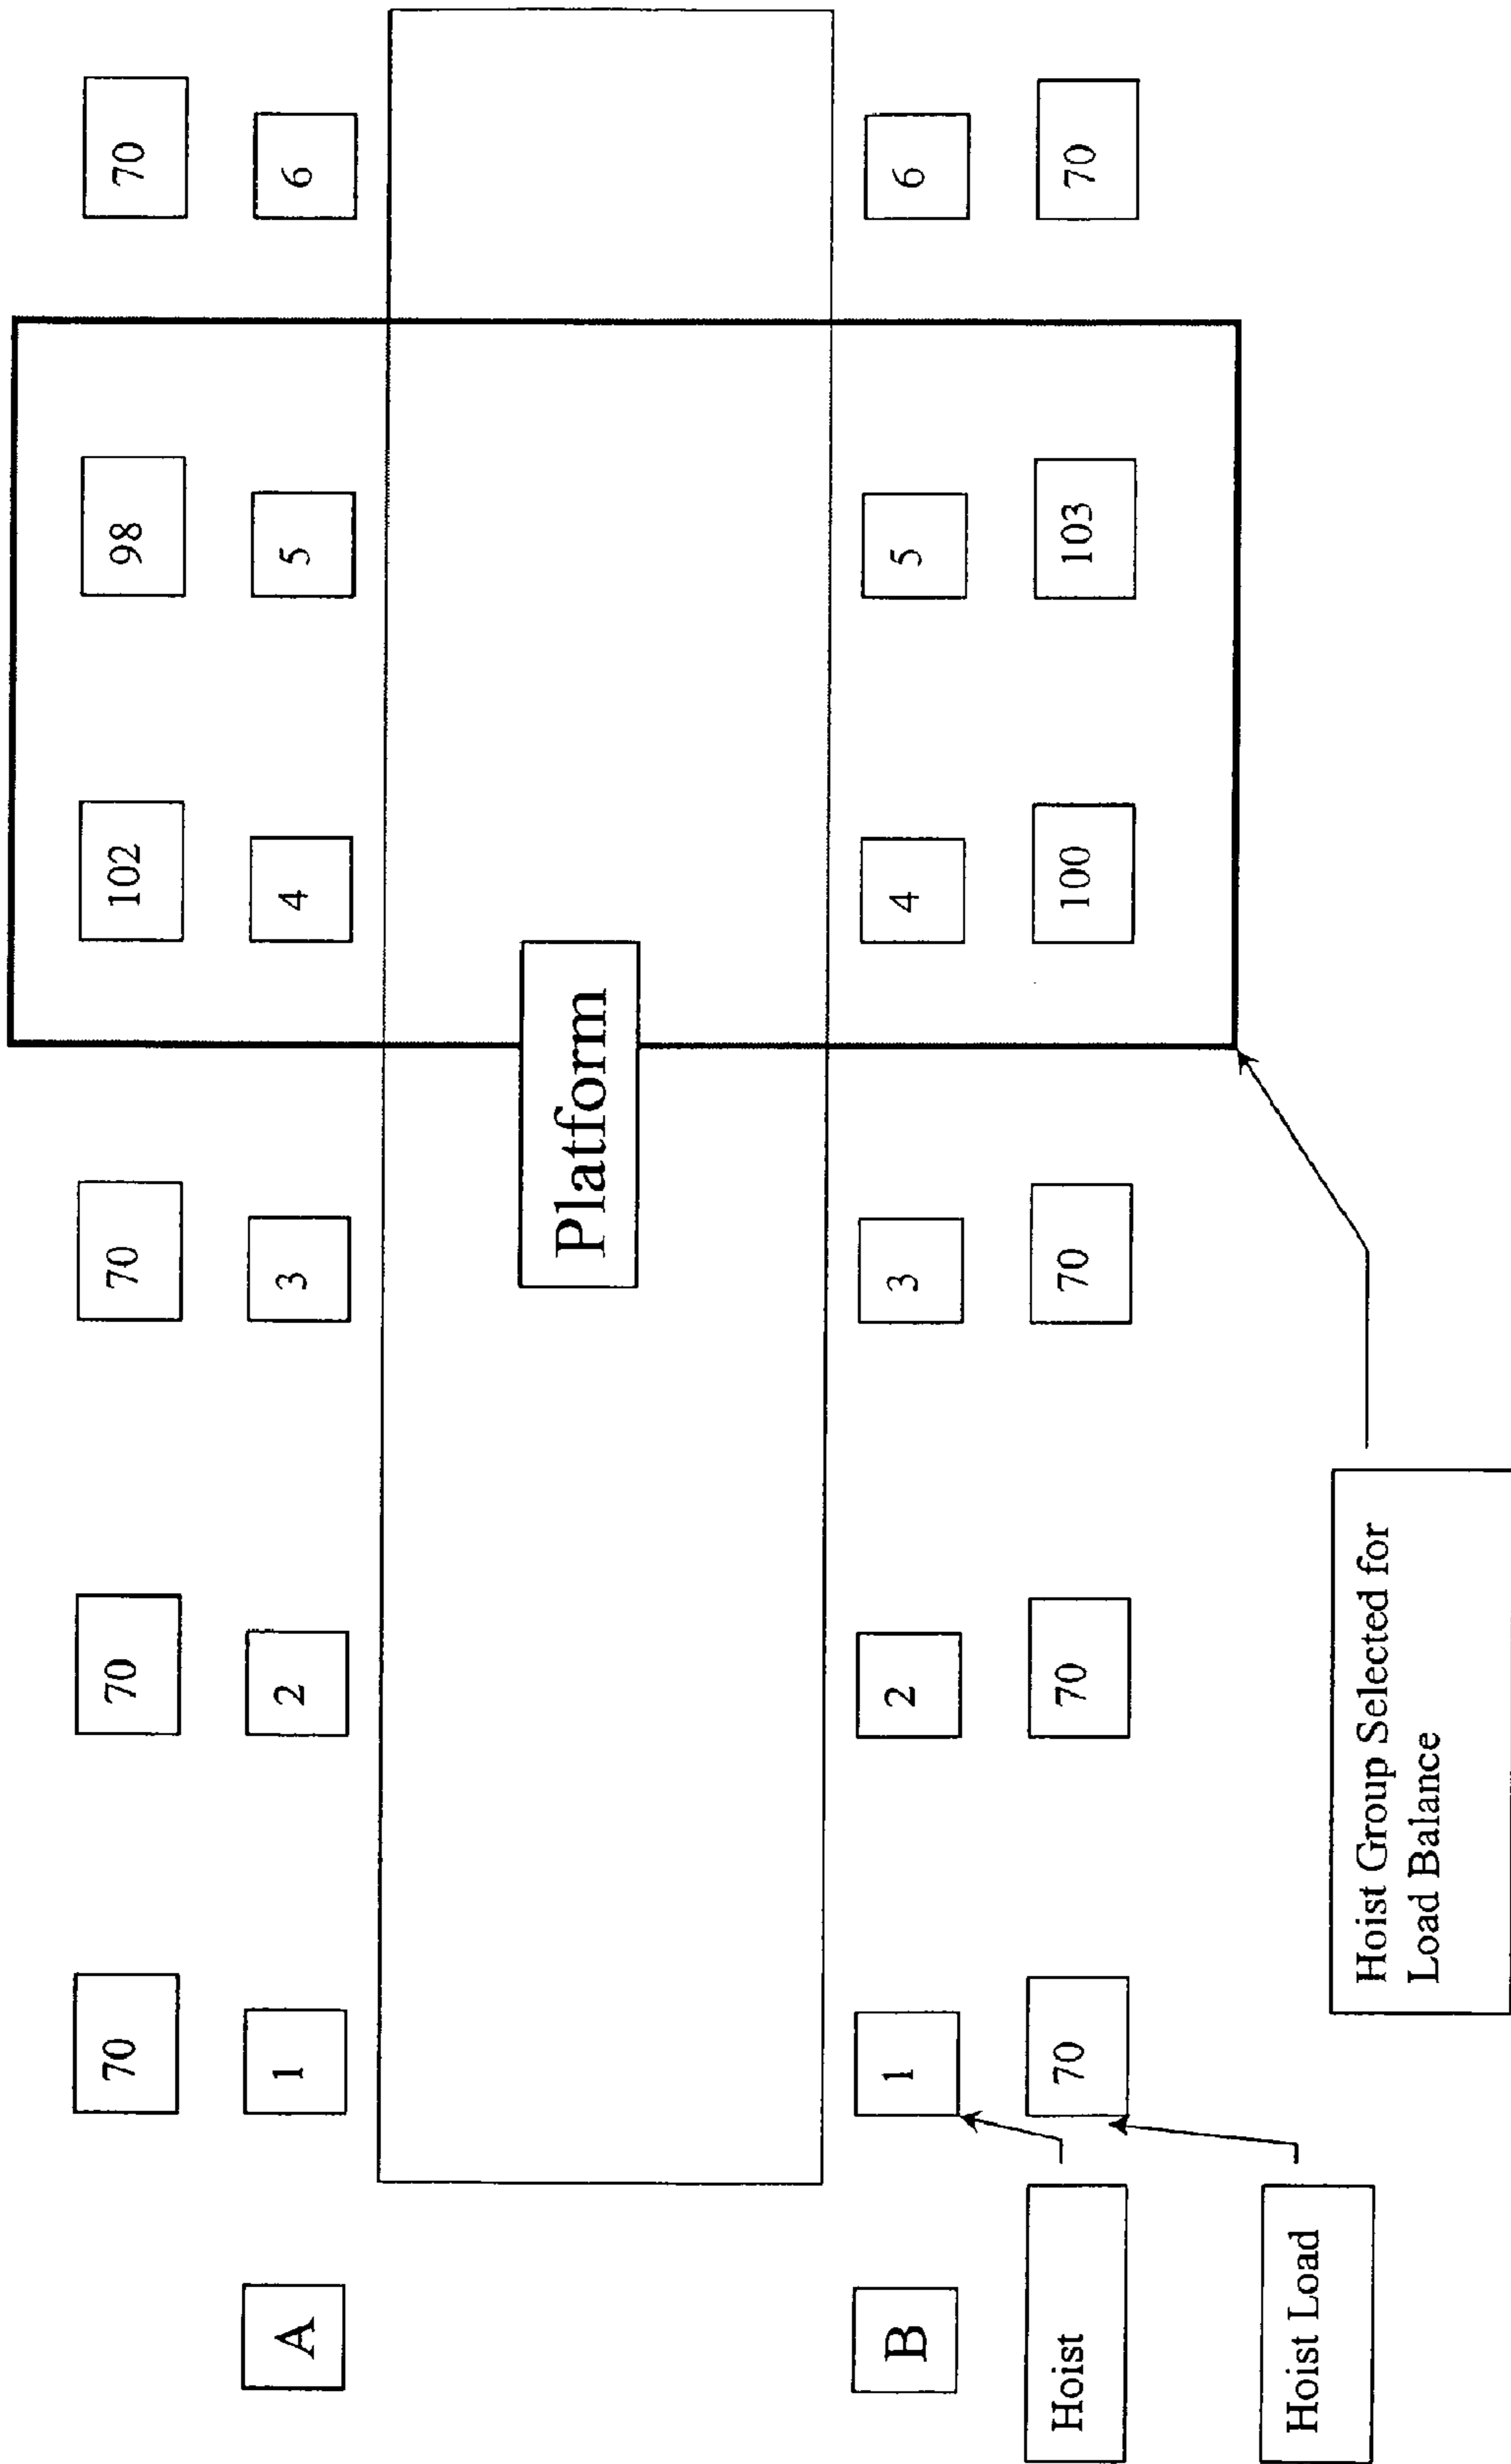 70 70 70 102 98 70
A 1 2 3 4 5 6
Platform
B 1 2 3 4 5 6
Hoist 70 70 70 100 103 70
Hoist Load
Hoist Group Selected for
Load Balance